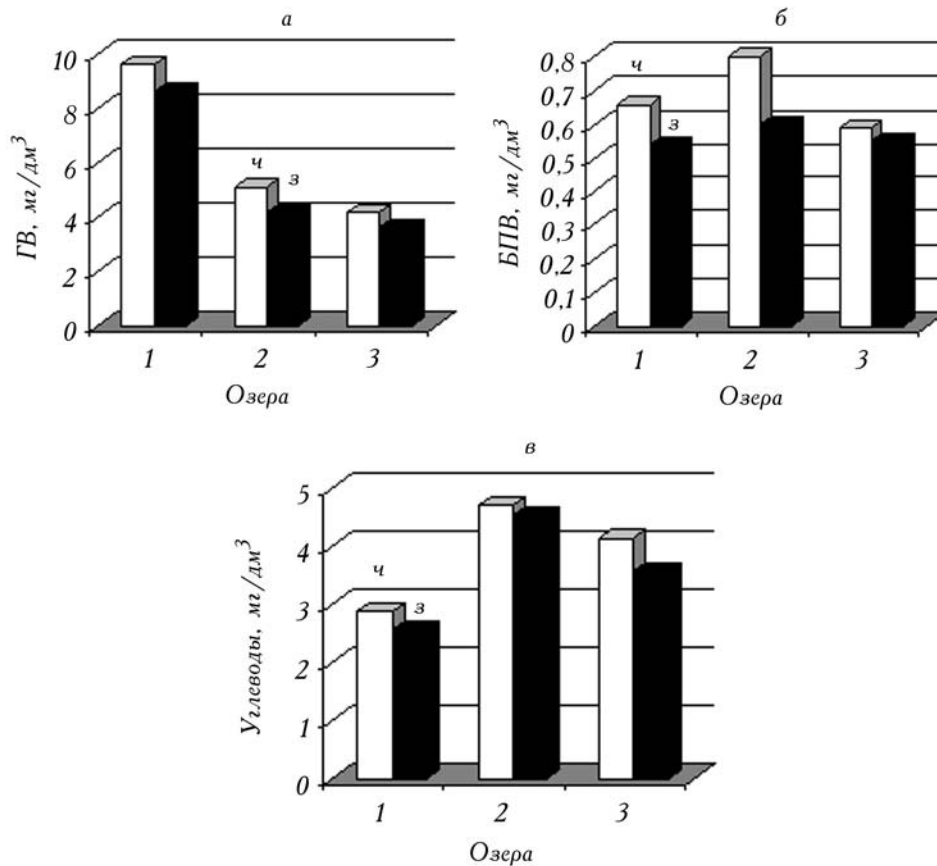 а
ГВ, мг/дм³
10
8
6
4
2
0
ч
з
1 2 3
Озера
б
БПВ, мг/дм³
0,8
0,7
0,6
0,5
0,4
0,3
0,2
0,1
0
ч
з
1 2 3
Озера
в
Углеводы, мг/дм³
5
4
3
2
1
0
ч
з
1 2 3
Озера